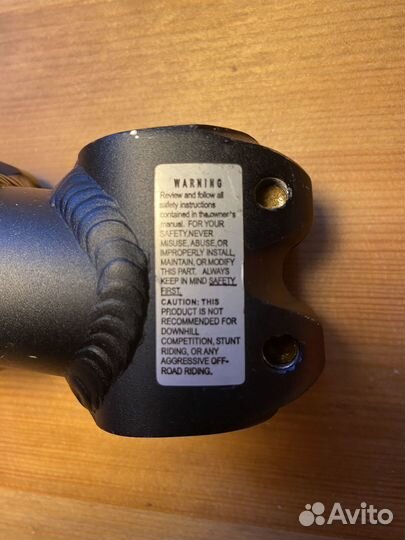 WARNING
Review and follow all
safety instructions
contained in the owner's
manual. FOR YOUR
SAFETY,NEVER
MISUSE, ABUSE, OR
IMPROPERLY INSTALL,
MAINTAIN, OR MODIFY
THIS PART. ALWAYS
KEEP IN MIND SAFETY
FIRST.
CAUTION: THIS
PRODUCT IS NOT
RECOMMENDED FOR
DOWNHILL
COMPETITION, STUNT
RIDING, OR ANY
AGGRESSIVE OFF-
ROAD RIDING.
Avito